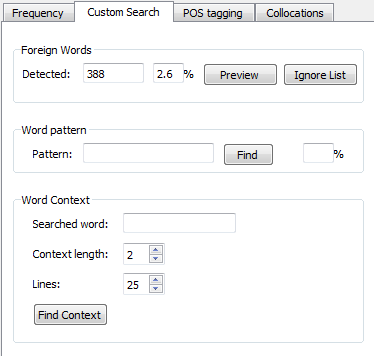 Frequency Custom Search POS tagging Collocations
Foreign Words
Detected: 388 2.6 % Preview Ignore List
Word pattern
Pattern: Find %
Word Context
Searched word:
Context length: 2
Lines: 25
Find Context